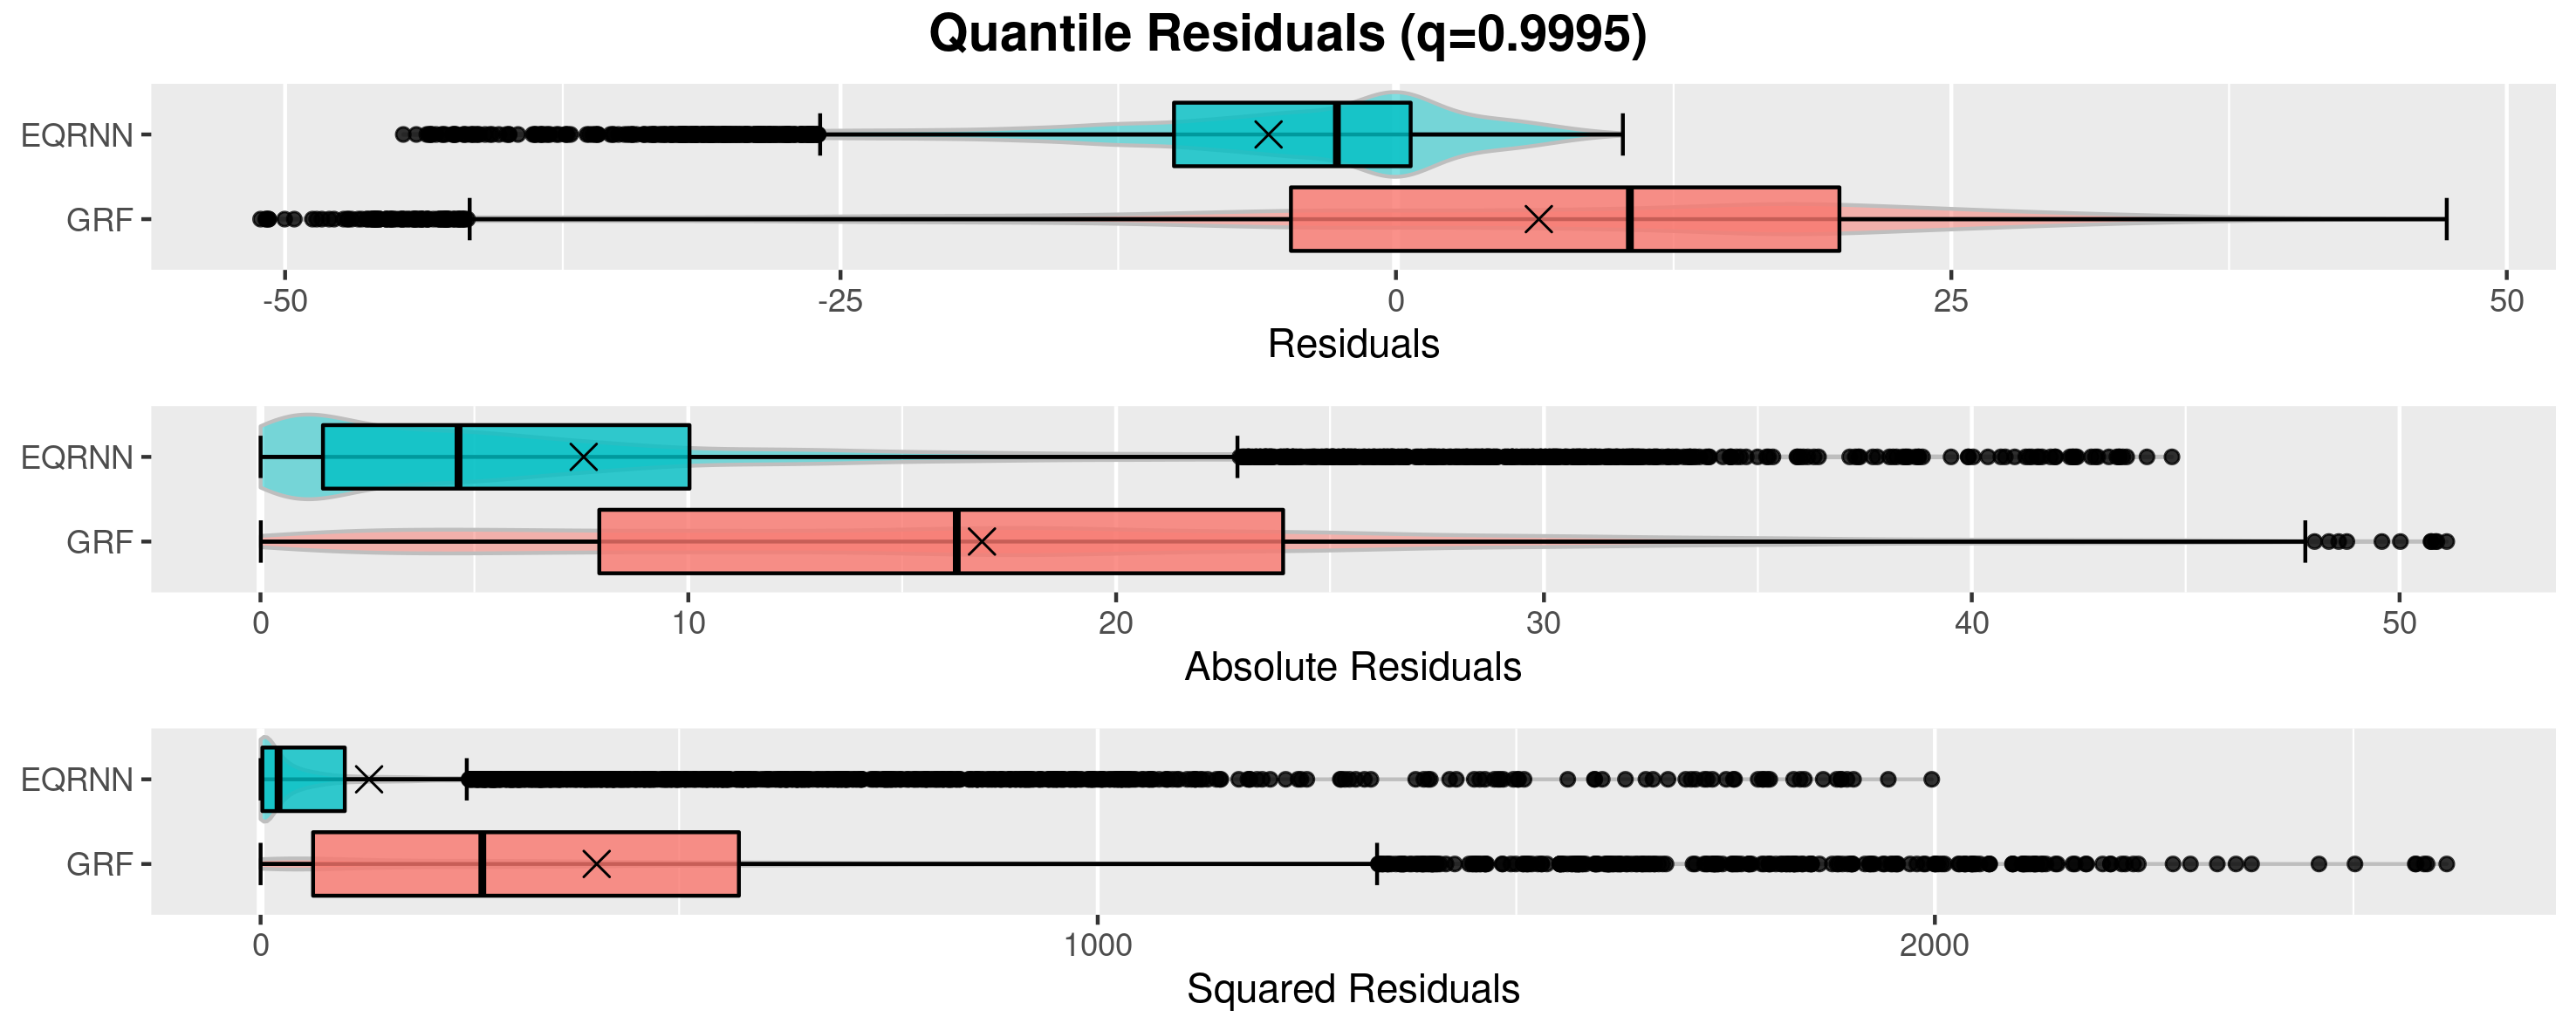 Quantile Residuals (q=0.9995)
EQRNN
GRF
-50 -25 0 25 50
Residuals
EQRNN
GRF
0 10 20 30 40 50
Absolute Residuals
EQRNN
GRF
0 1000 2000
Squared Residuals